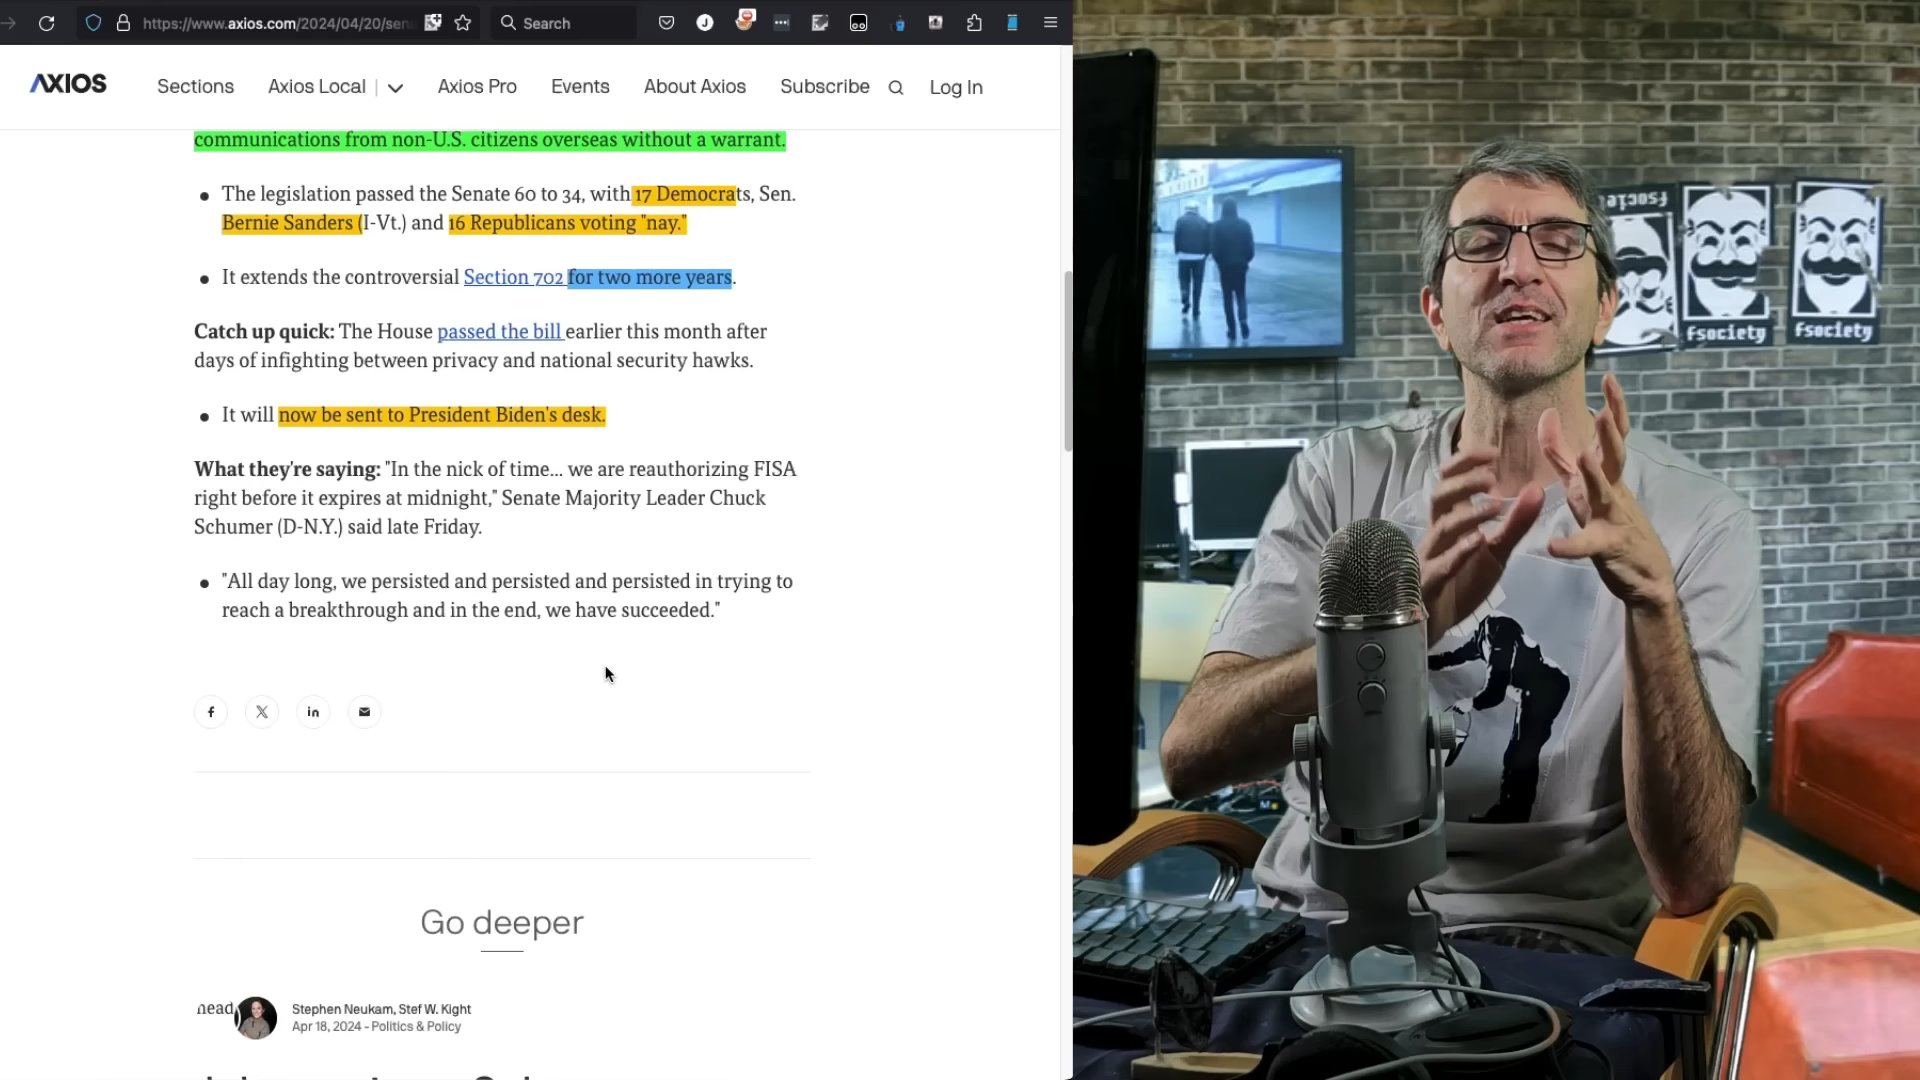 https://www.axios.com/2024/04/20/sen
Search
J
AXIOS
Sections
Axios Local
Axios Pro
Events
About Axios
Subscribe
Log In
communications from non-U.S. citizens overseas without a warrant.
The legislation passed the Senate 60 to 34, with 17 Democrats, Sen.
Bernie Sanders (I-Vt.) and 16 Republicans voting "nay."
It extends the controversial Section 702 for two more years.
Catch up quick: The House passed the bill earlier this month after
days of infighting between privacy and national security hawks.
It will now be sent to President Biden's desk.
What they're saying: "In the nick of time... we are reauthorizing FISA
right before it expires at midnight," Senate Majority Leader Chuck
Schumer (D-N.Y.) said late Friday.
"All day long, we persisted and persisted and persisted in trying to
reach a breakthrough and in the end, we have succeeded."
Go deeper
head
Stephen Neukam, Stef W. Kight
Apr 18, 2024 - Politics & Policy
fsociety
fsociety
fsociety